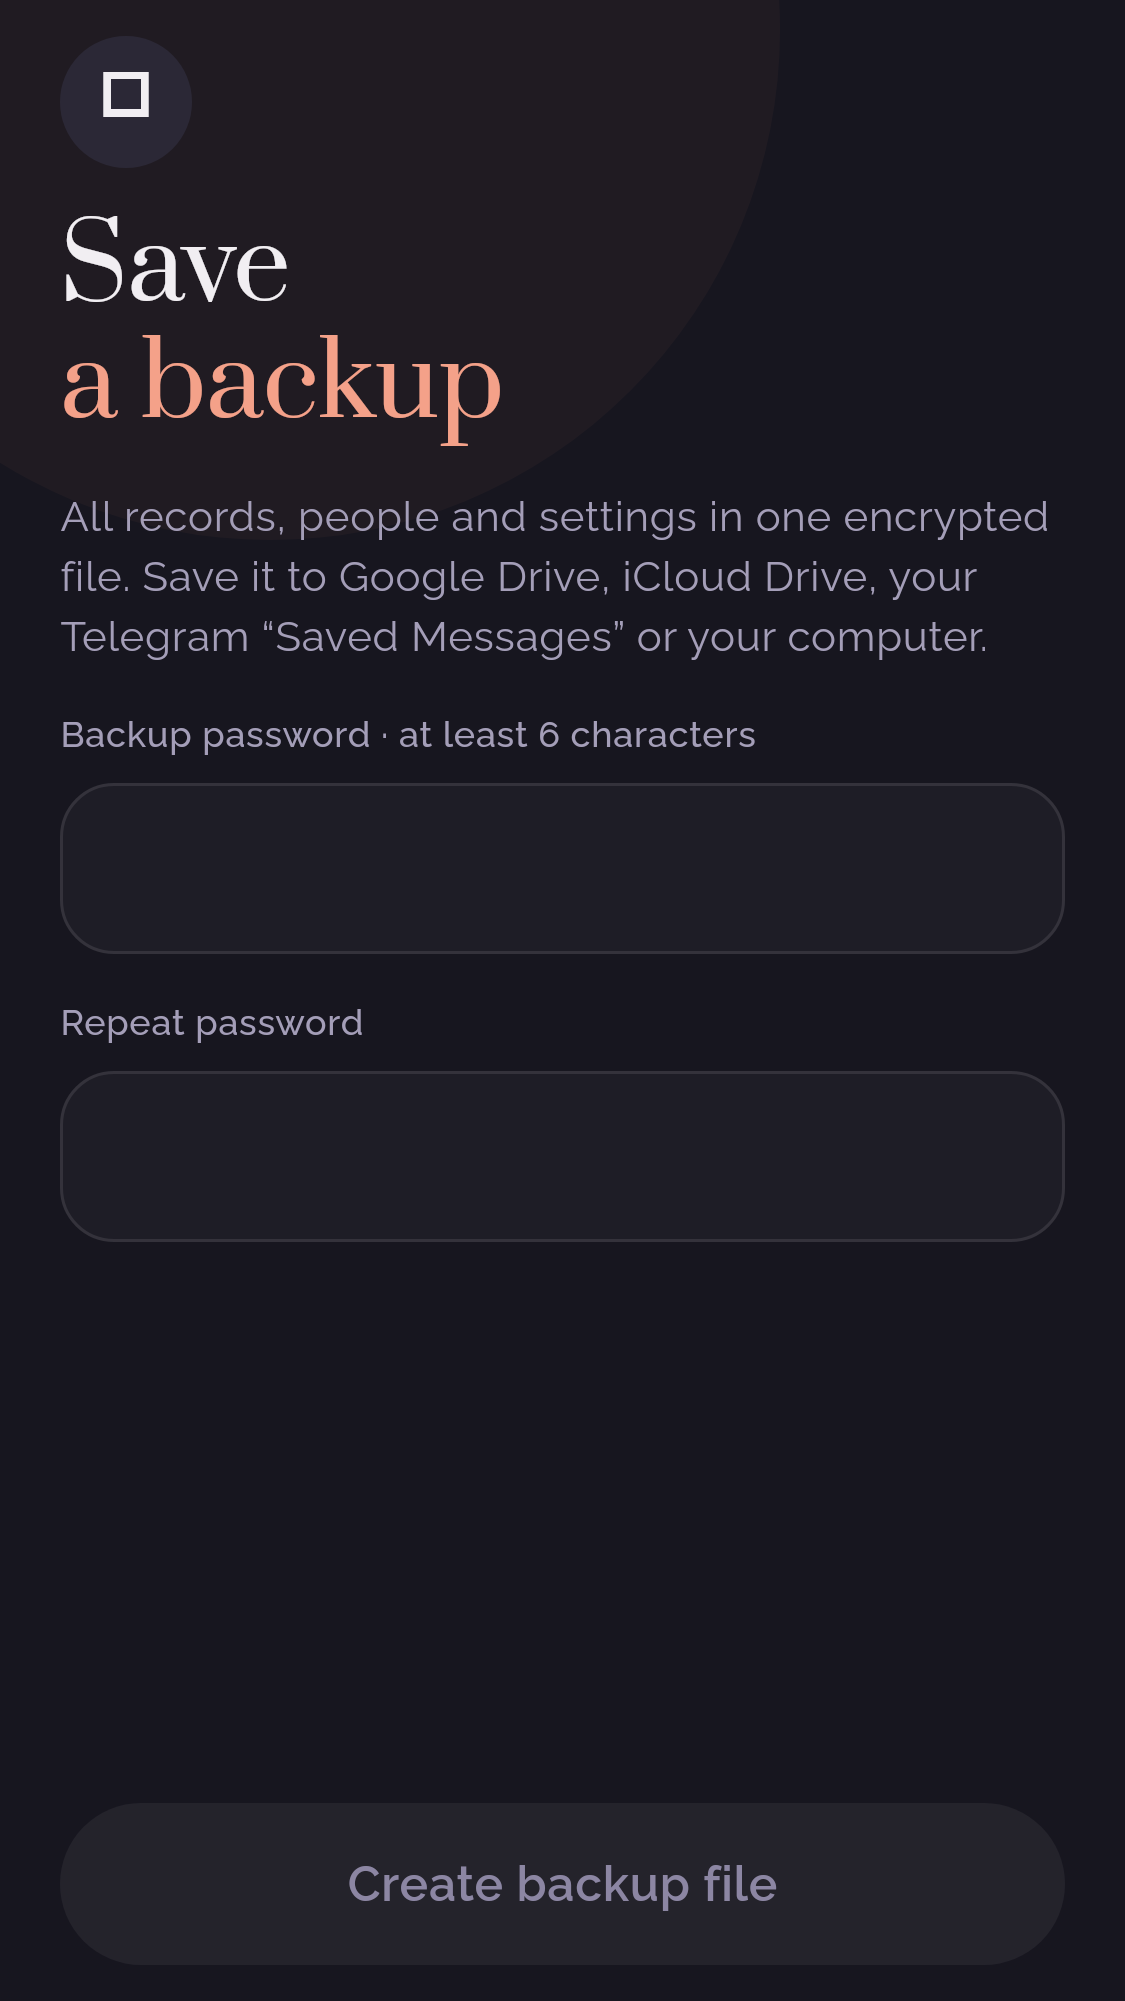 Save
a backup
All records, people and settings in one encrypted
file. Save it to Google Drive, iCloud Drive, your
Telegram “Saved Messages” or your computer.
Backup password · at least 6 characters
Repeat password
Create backup file